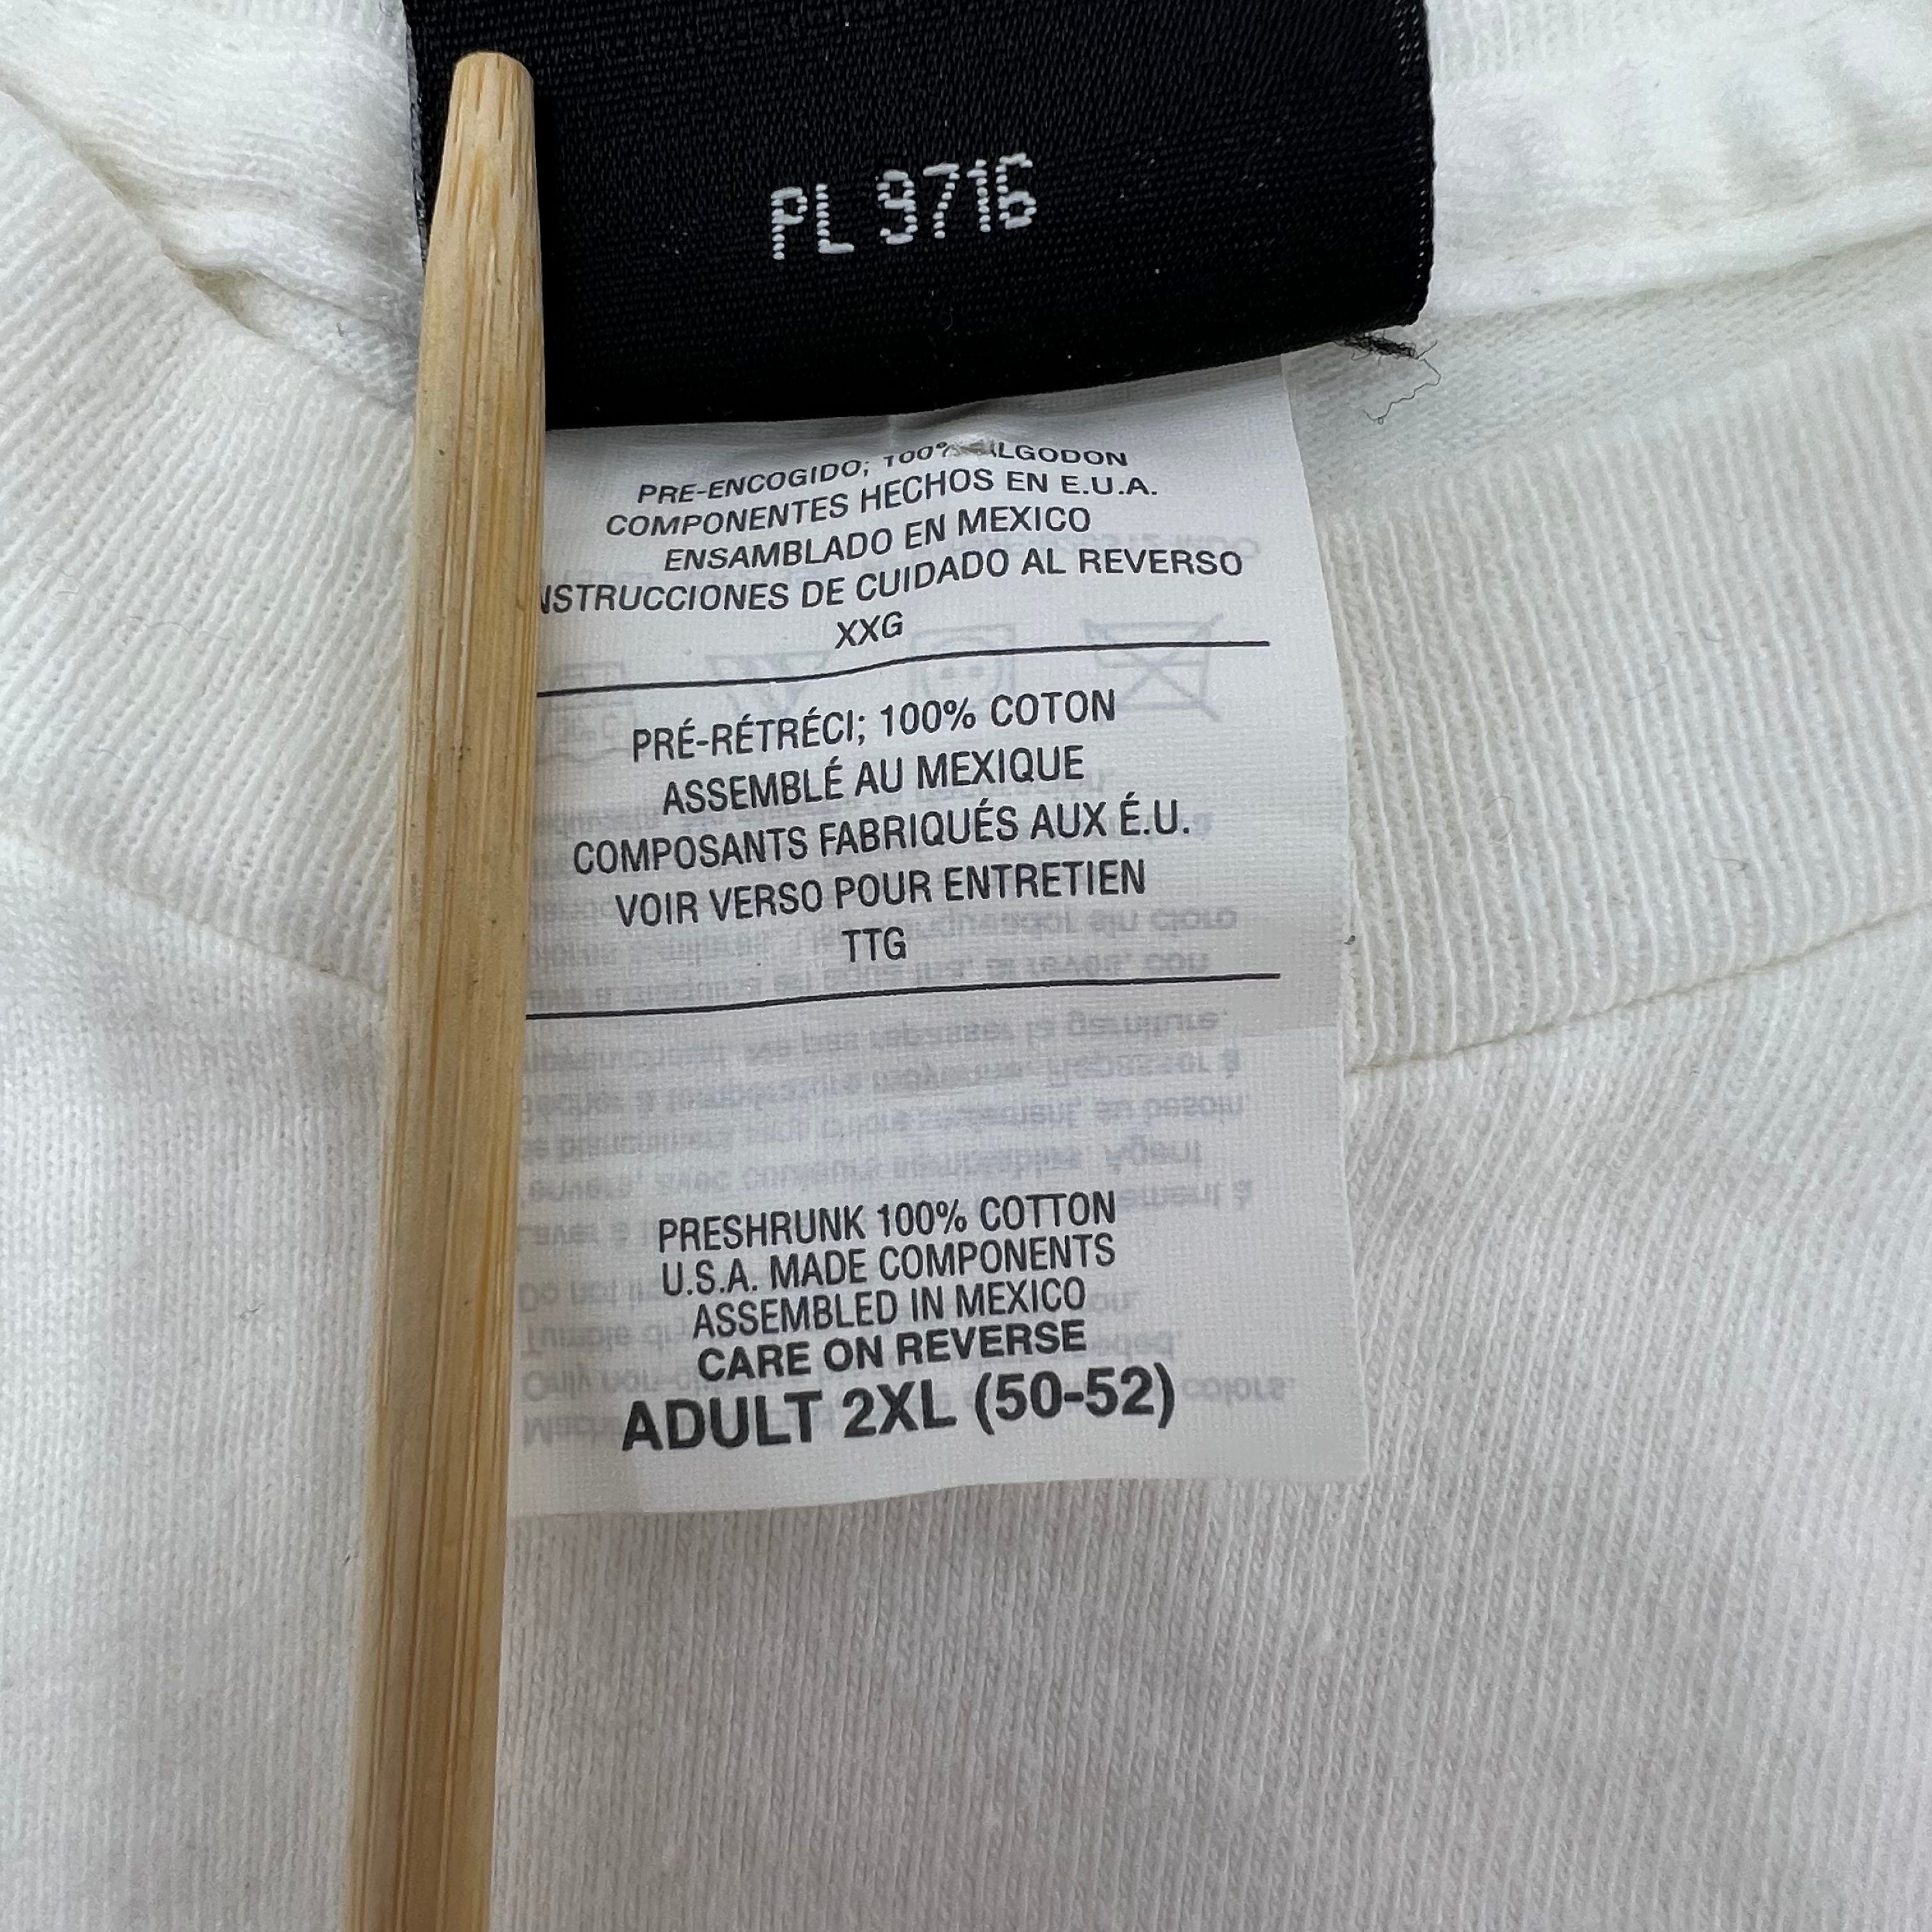 PL 9716
PRE-ENCOGIDO; 100% ALGODON
COMPONENTES HECHOS EN E.U.A.
ENSAMBLADO EN MEXICO
NSTRUCCIONES DE CUIDADO AL REVERSO
XXG
PRÉ-RÉTRÉCI; 100% COTON
ASSEMBLÉ AU MEXIQUE
COMPOSANTS FABRIQUÉS AUX É.U.
VOIR VERSO POUR ENTRETIEN
TTG
PRESHRUNK 100% COTTON
U.S.A. MADE COMPONENTS
ASSEMBLED IN MEXICO
CARE ON REVERSE
ADULT 2XL (50-52)